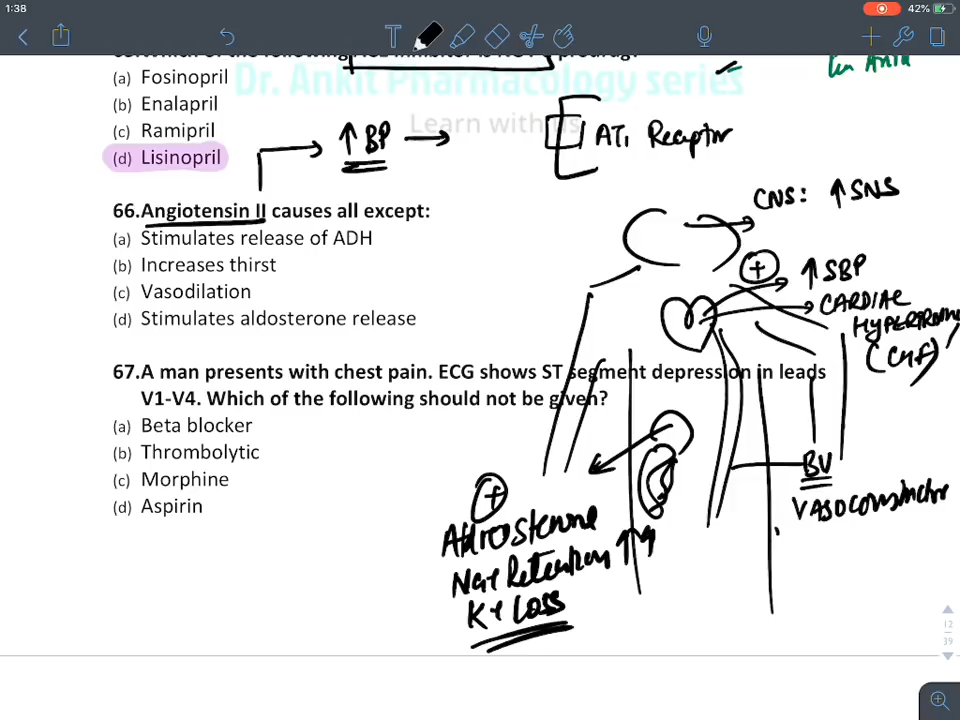 1:38
42%
T
(a) Fosinopril
(b) Enalapril
(c) Ramipril
(d) Lisinopril
Dr. Ankit Pharmacology series
Learn with us
↑BP → AT1 Receptor
CNS: ↑SNS
66.Angiotensin II causes all except:
(a) Stimulates release of ADH
(b) Increases thirst
(c) Vasodilation
(d) Stimulates aldosterone release
+ ↑SBP
CARDIAC
(CHF)
67.A man presents with chest pain. ECG shows ST segment depression in leads
V1-V4. Which of the following should not be given?
(a) Beta blocker
(b) Thrombolytic
(c) Morphine
(d) Aspirin
BV
+
Na+ Retention ↑↑
K+ Loss
12
39